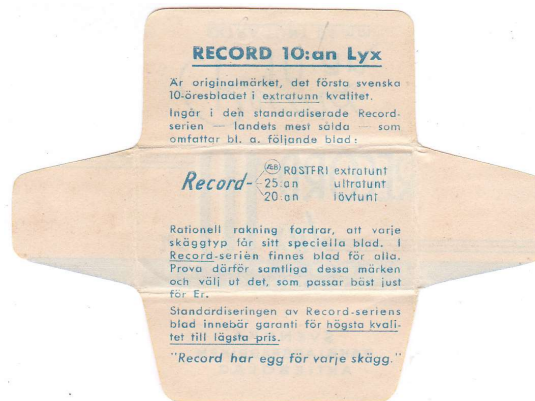 RECORD 10:an Lyx
Är originalmärket, det första svenska
10-öresbladet i extratunn kvalitet.
Ingår i den standardiserade Record-
serien — landets mest sålda — som
omfattar bl. a. följande blad:
ÆB ROSTFRI extratunt
Record- 25:an ultratunt
20:an lövtunt
Rationell rakning fordrar, att varje
skäggtyp får sitt speciella blad. I
Record-serien finnes blad för alla.
Prova därför samtliga dessa märken
och välj ut det, som passar bäst just
för Er.
Standardiseringen av Record-seriens
blad innebär garanti för högsta kvali-
tet till lägsta pris.
"Record har egg för varje skägg."